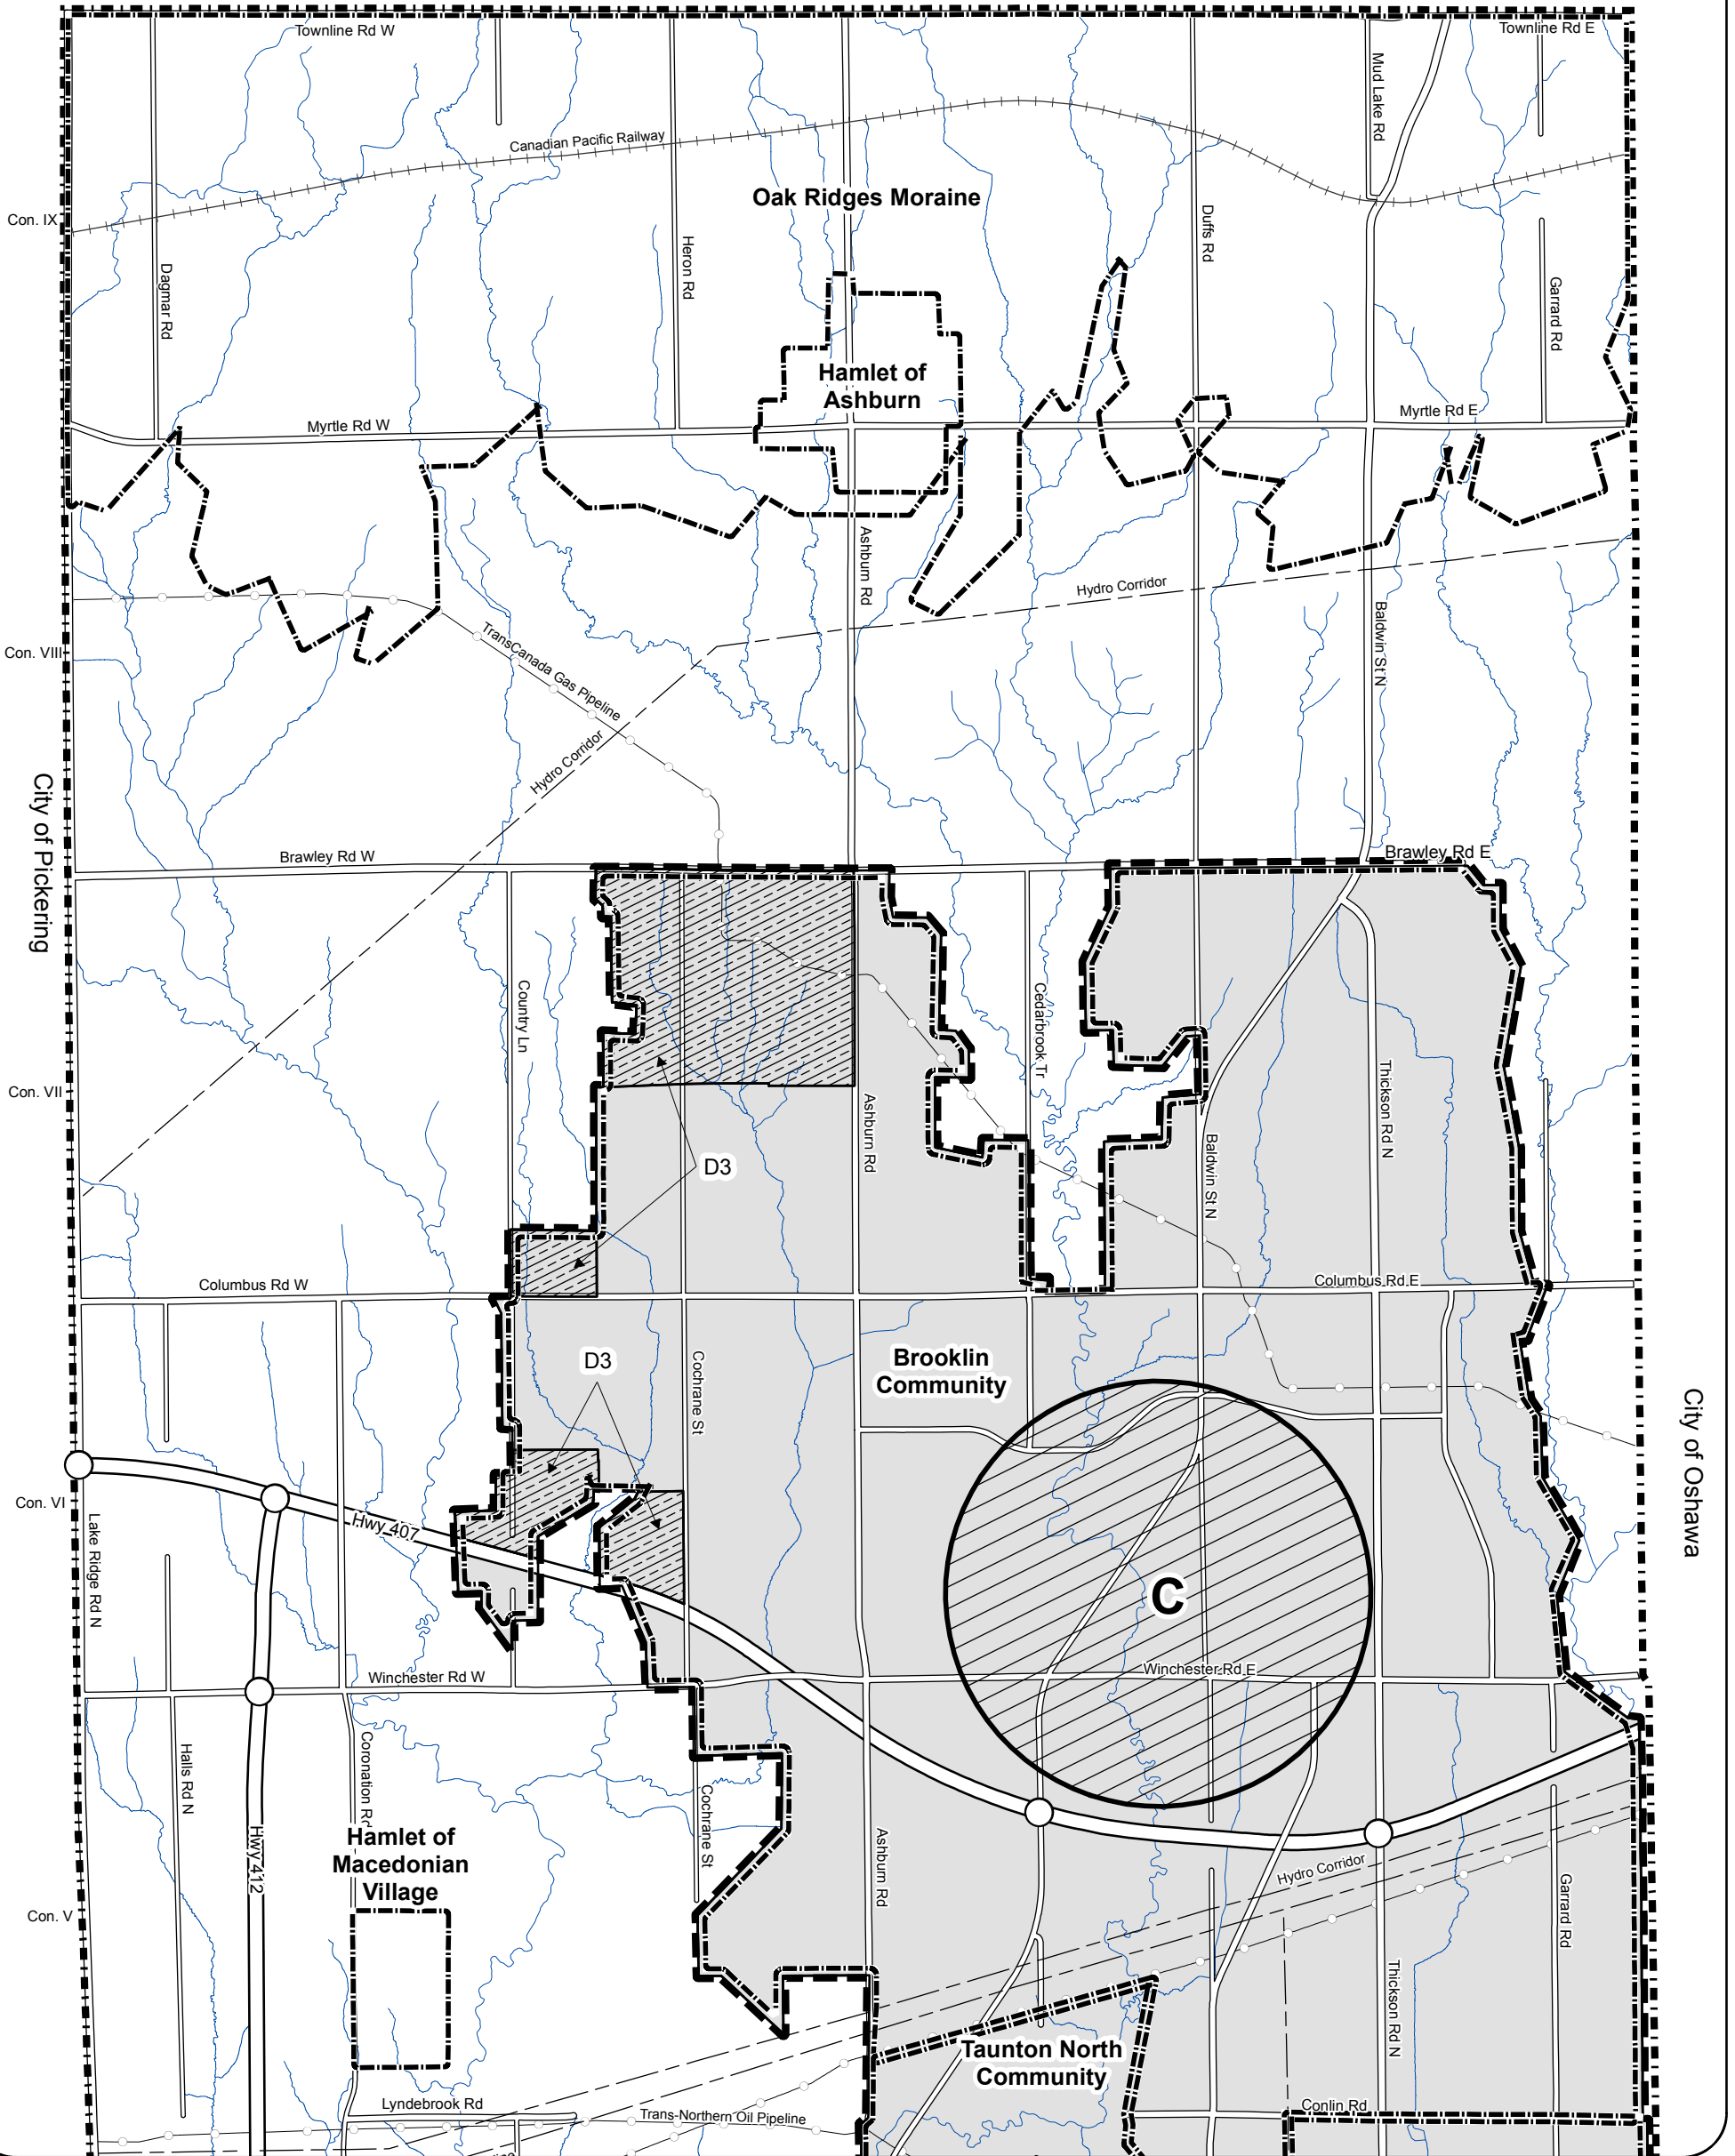 Townline Rd W
Townline Rd E
Mud Lake Rd
Canadian Pacific Railway
Oak Ridges Moraine
Con. IX
Duffs Rd
Heron Rd
Dagmar Rd
Garrard Rd
Hamlet of
Ashburn
Myrtle Rd W
Myrtle Rd E
Ashburn Rd
Hydro Corridor
Baldwin St N
Con. VIII
TransCanada Gas Pipeline
Hydro Corridor
City of Pickering
Brawley Rd W
Brawley Rd E
Country Ln
Cedarbrook Tr
Thickson Rd N
Con. VII
Ashburn Rd
Baldwin St N
D3
Columbus Rd W
Columbus Rd E
D3
Cochrane St
Brooklin
Community
City of Oshawa
Con. VI
Hwy 407
Lake Ridge Rd N
C
Winchester Rd W
Winchester Rd E
Halls Rd N
Coronation Rd
Cochrane St
Hwy 412
Hamlet of
Macedonian
Village
Ashburn Rd
Hydro Corridor
Garrard Rd
Con. V
Thickson Rd N
Taunton North
Community
Lyndebrook Rd
Trans-Northern Oil Pipeline
Conlin Rd